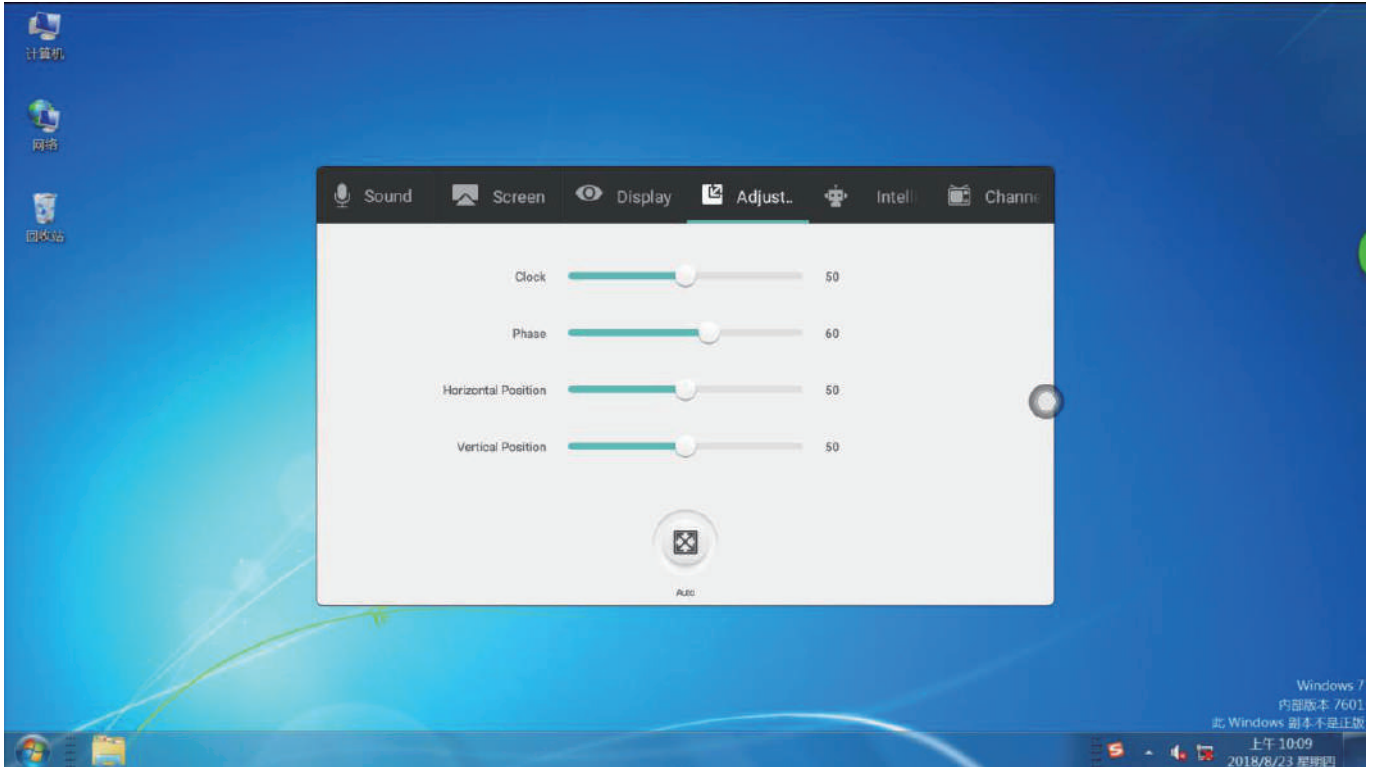 计算机
网络
回收站
Sound
Screen
Display
Adjust..
Intelli
Channe
Clock
50
Phase
60
Horizontal Position
50
Vertical Position
50
Auto
Windows 7
内部版本 7601
此 Windows 副本不是正版
上午 10:09
2018/8/23 星期四